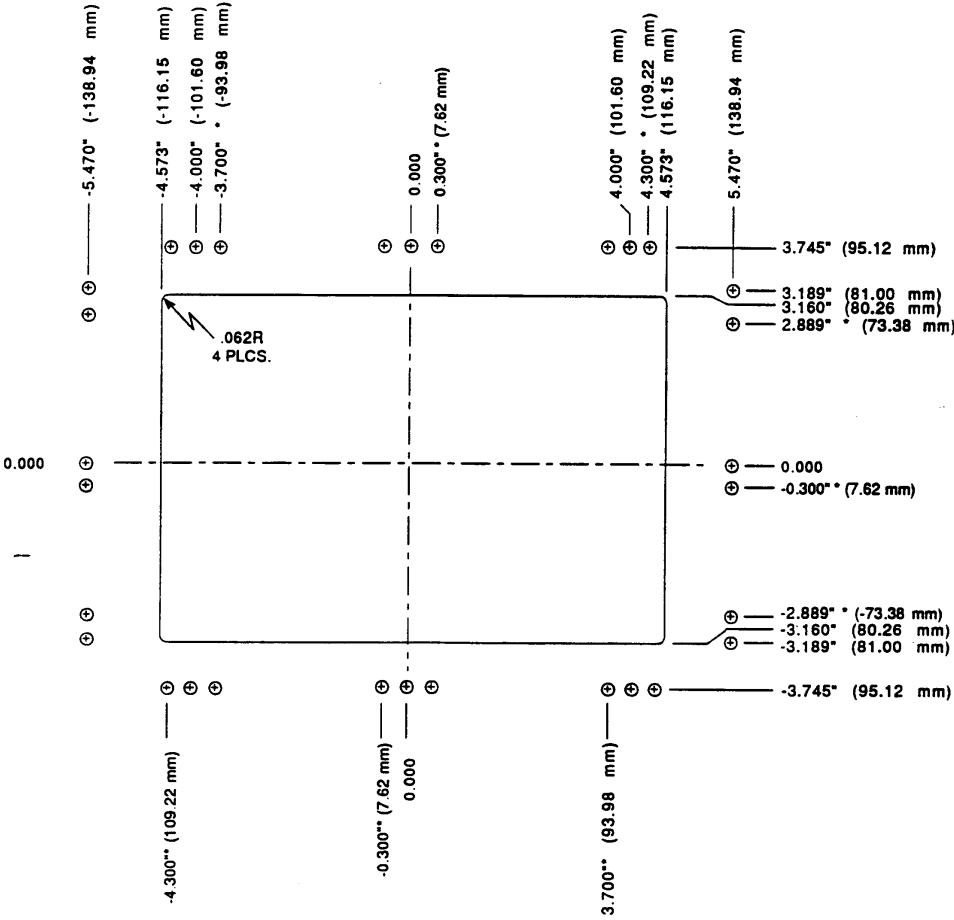 -5.470" (-138.94 mm)
-4.573" (-116.15 mm)
-4.000" (-101.60 mm)
-3.700" * (-93.98 mm)
0.000
0.300" * (7.62 mm)
4.000" (101.60 mm)
4.300" * (109.22 mm)
4.573" (116.15 mm)
5.470" (138.94 mm)
3.745" (95.12 mm)
3.189" (81.00 mm)
3.160" (80.26 mm)
2.889" * (73.38 mm)
.062R
4 PLCS.
0.000
0.000
-0.300" * (7.62 mm)
-2.889" * (-73.38 mm)
-3.160" (80.26 mm)
-3.189" (81.00 mm)
-3.745" (95.12 mm)
-4.300"* (109.22 mm)
-0.300"* (7.62 mm)
0.000
3.700"* (93.98 mm)